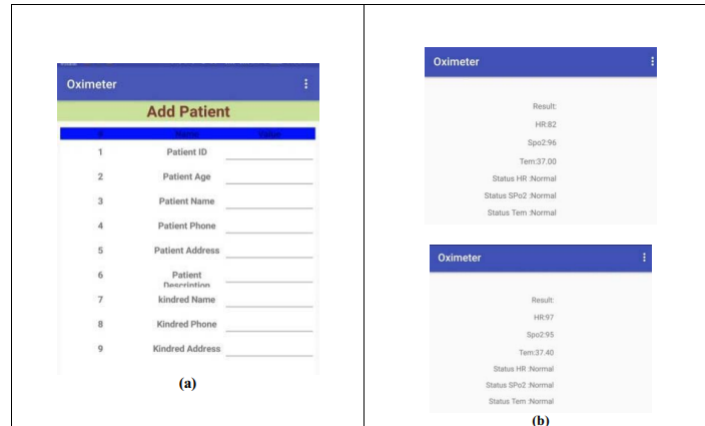 Oximeter
Add Patient
# Name Value
1 Patient ID
2 Patient Age
3 Patient Name
4 Patient Phone
5 Patient Address
6 Patient
Description
7 kindred Name
8 Kindred Phone
9 Kindred Address
(a)
Oximeter
Result:
HR:82
Spo2:96
Tem:37.00
Status HR :Normal
Status SPo2 :Normal
Status Tem :Normal
Oximeter
Result:
HR:97
Spo2:95
Tem:37.40
Status HR :Normal
Status SPo2 :Normal
Status Tem :Normal
(b)